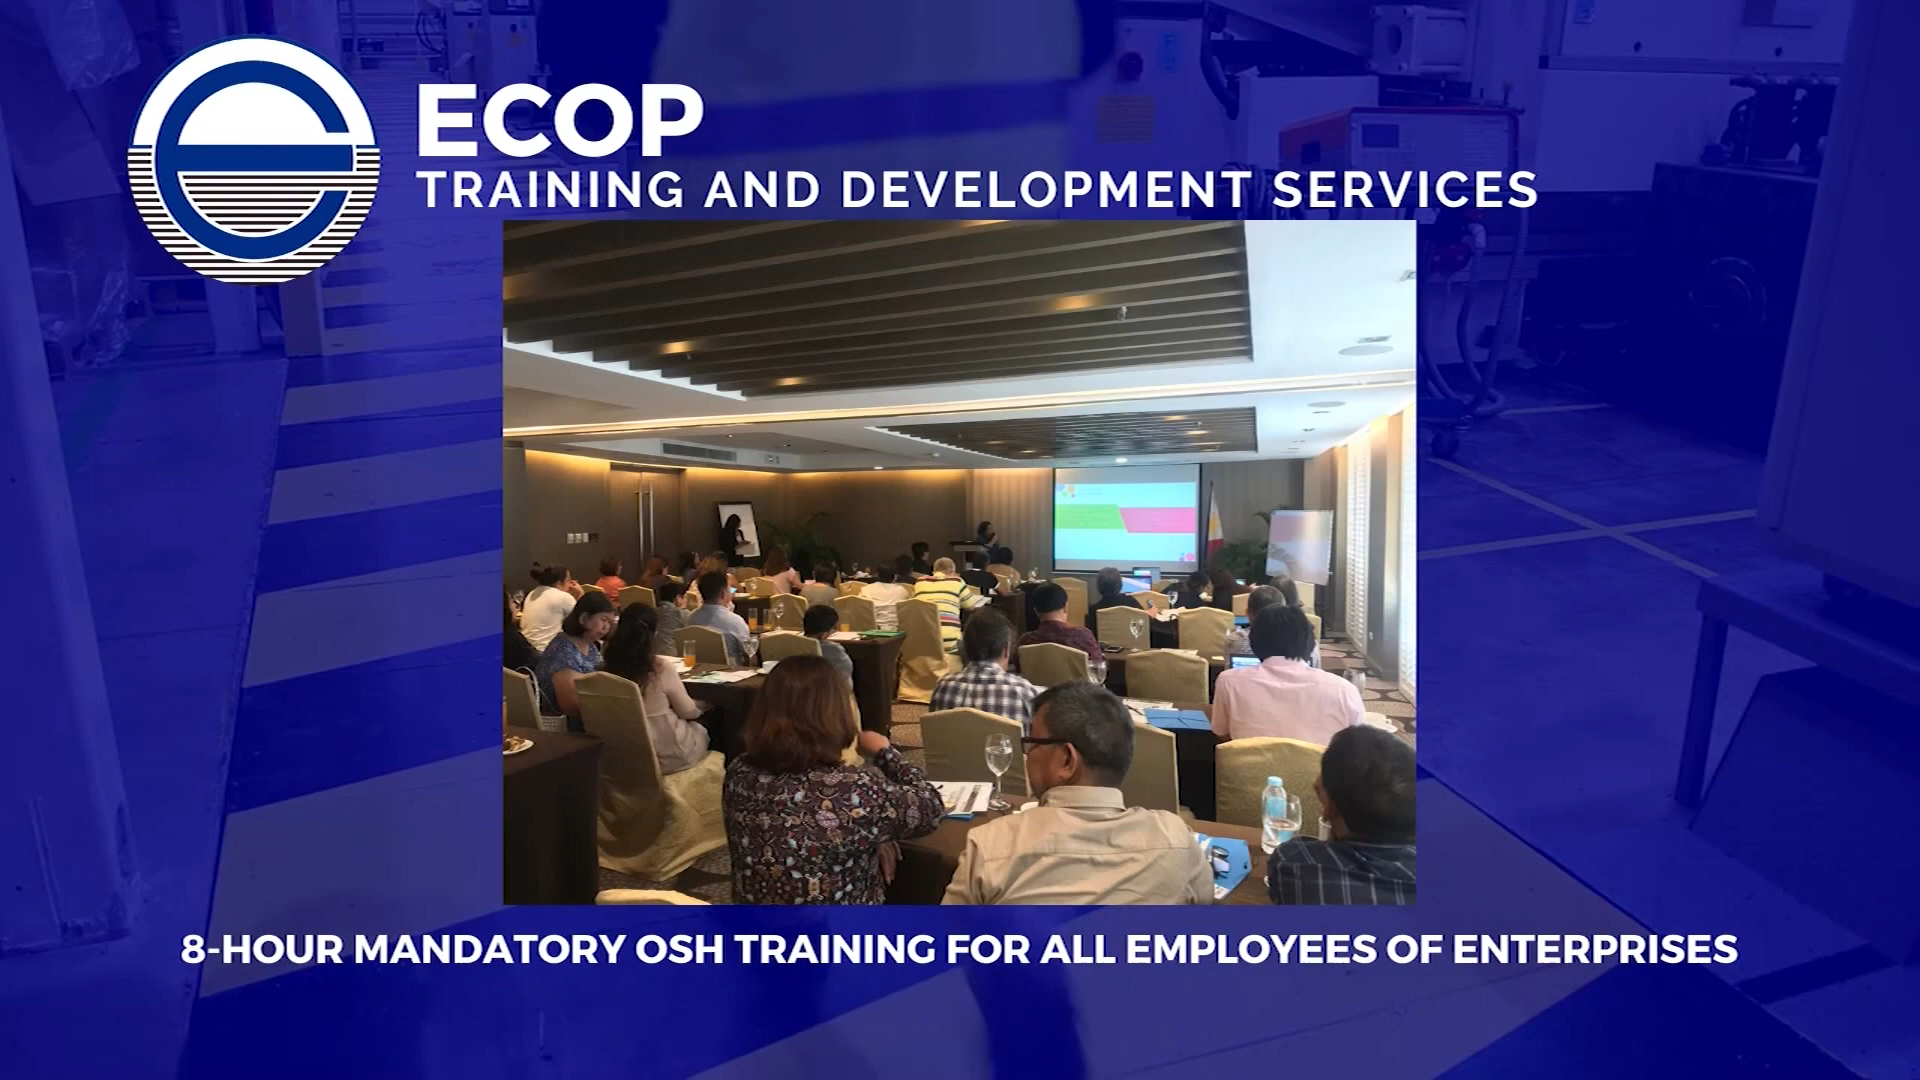 ECOP
TRAINING AND DEVELOPMENT SERVICES
8-HOUR MANDATORY OSH TRAINING FOR ALL EMPLOYEES OF ENTERPRISES